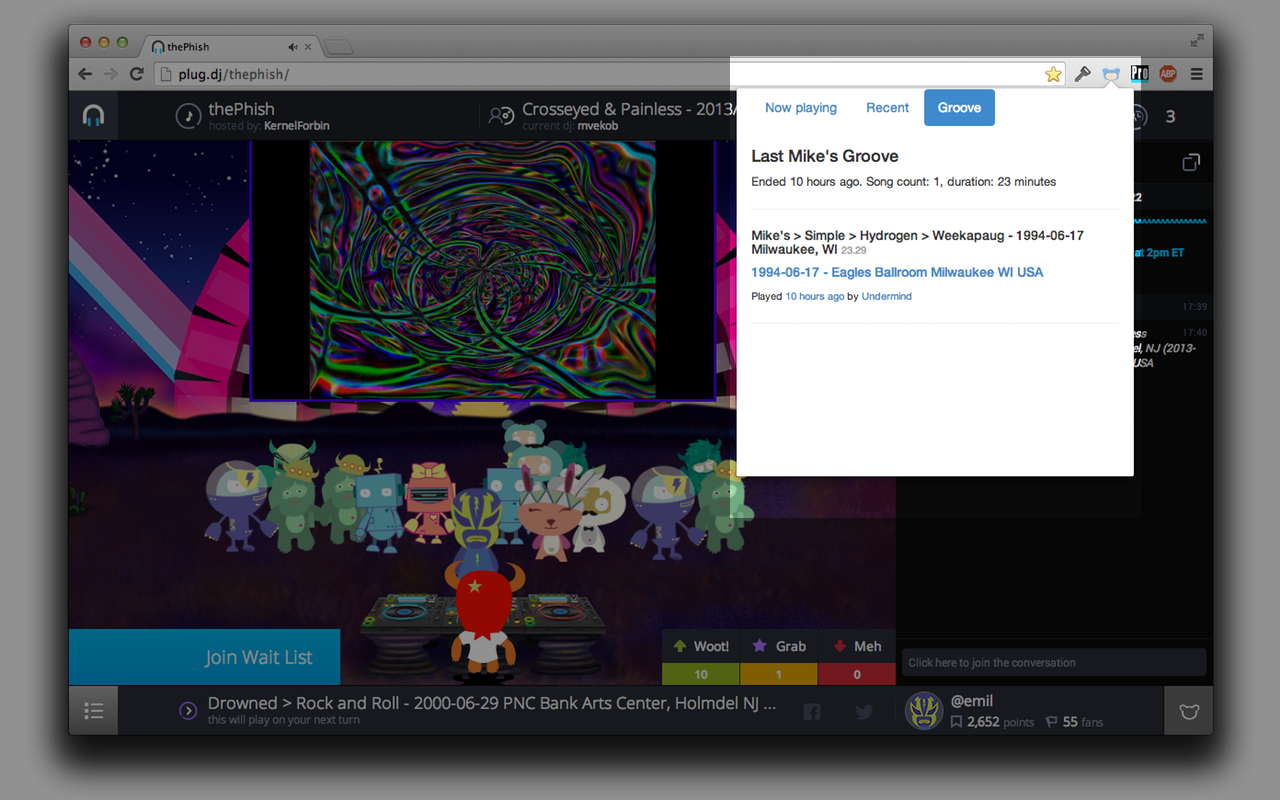 thePhish
plug.dj/thephish/
Pro
ABP
thePhish
hosted by: KernelForbin
Crosseyed & Painless - 2013/
current dj: mvekob
3
Now playing
Recent
Groove
Last Mike's Groove
Ended 10 hours ago. Song count: 1, duration: 23 minutes
Mike's > Simple > Hydrogen > Weekapaug - 1994-06-17
Milwaukee, WI 23.29
1994-06-17 - Eagles Ballroom Milwaukee WI USA
Played 10 hours ago by Undermind
22
at 2pm ET
17:39
17:40
el, NJ (2013-
USA
Join Wait List
Woot!
Grab
Meh
10
1
0
Click here to join the conversation
Drowned > Rock and Roll - 2000-06-29 PNC Bank Arts Center, Holmdel NJ ...
this will play on your next turn
@emil
2,652 points
55 fans